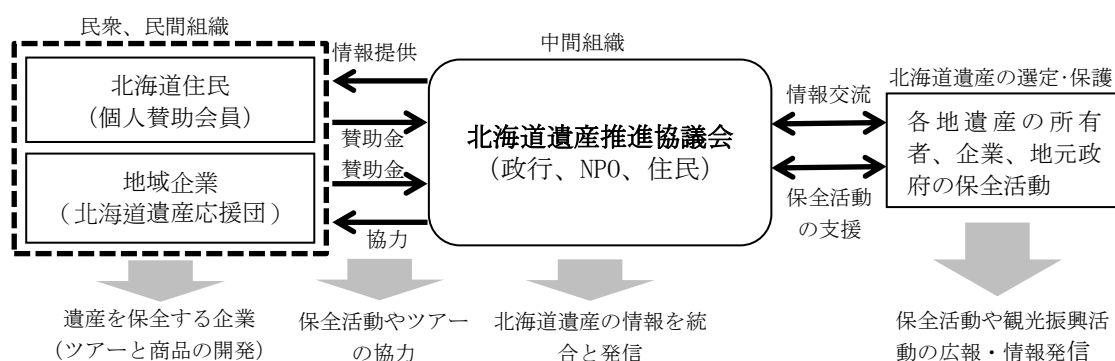 民衆、民間組織
北海道住民
(個人賛助会員)
地域企業
(北海道遺産応援団)
情報提供
賛助金
賛助金
協力
中間組織
北海道遺産推進協議会
(政行、NPO、住民)
情報交流
保全活動
の支援
北海道遺産の選定·保護
各地遺産の所有
者、企業、地元政
府の保全活動
遺産を保全する企業
(ツアーと商品の開発)
保全活動やツアー
の協力
北海道遺産の情報を統
合と発信
保全活動や観光振興活
動の広報・情報発信